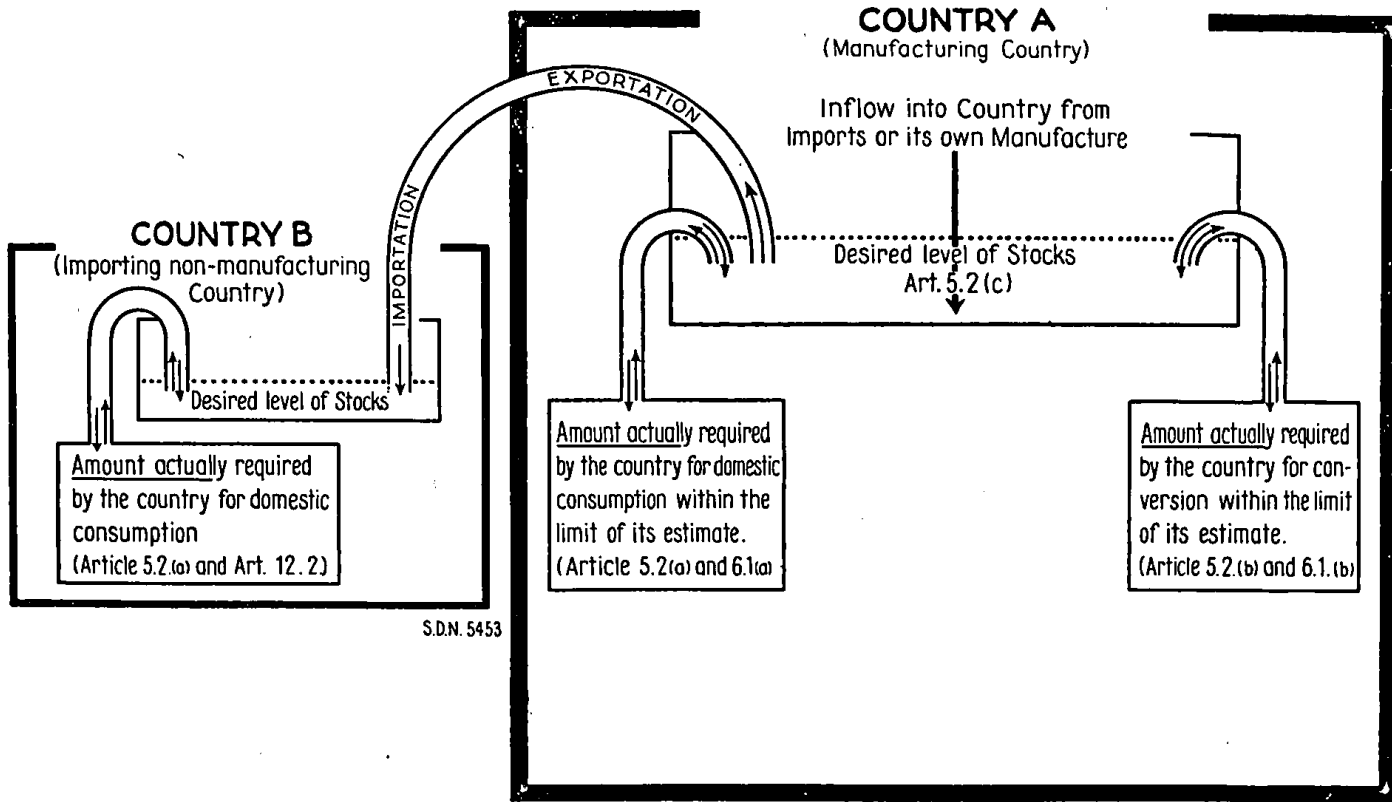 COUNTRY A
(Manufacturing Country)
EXPORTATION
Inflow into Country from
Imports or its own Manufacture
IMPORTATION
Desired level of Stocks
Art. 5.2 (c)
COUNTRY B
(Importing non-manufacturing
Country)
Desired level of Stocks
Amount actually required
by the country for domestic
consumption
(Article 5.2.(a) and Art. 12.2)
Amount actually required
by the country for domestic
consumption within the
limit of its estimate.
(Article 5.2(a) and 6.1(a)
Amount actually required
by the country for con-
version within the limit
of its estimate.
(Article 5.2.(b) and 6.1.(b)
S.D.N. 5453